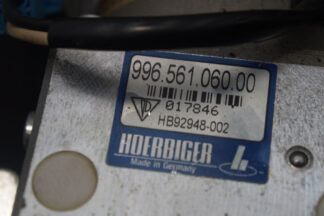 996.561.060.00
017846
HB92948-002
HOERBIGER
Made in Germany